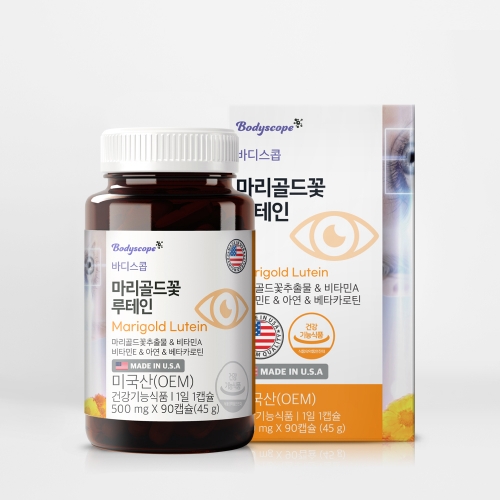 Bodyscope
바디스콥
마리골드꽃
루테인
Marigold Lutein
마리골드꽃추출물 & 비타민A
비타민E & 아연 & 베타카로틴
MADE IN U.S.A
미국산(OEM)
건강기능식품 I 1일 1캡슐
500 mg X 90캡슐(45 g)
Bodyscope
바디스콥
마리골드꽃
루테인
rigold Lutein
골드꽃추출물 & 비타민A
민E & 아연 & 베타카로틴
건강
기능식품
MADE IN U.S.A
국산(OEM)
기능식품 I 1일 1캡슐
mg X 90캡슐 (45 g)